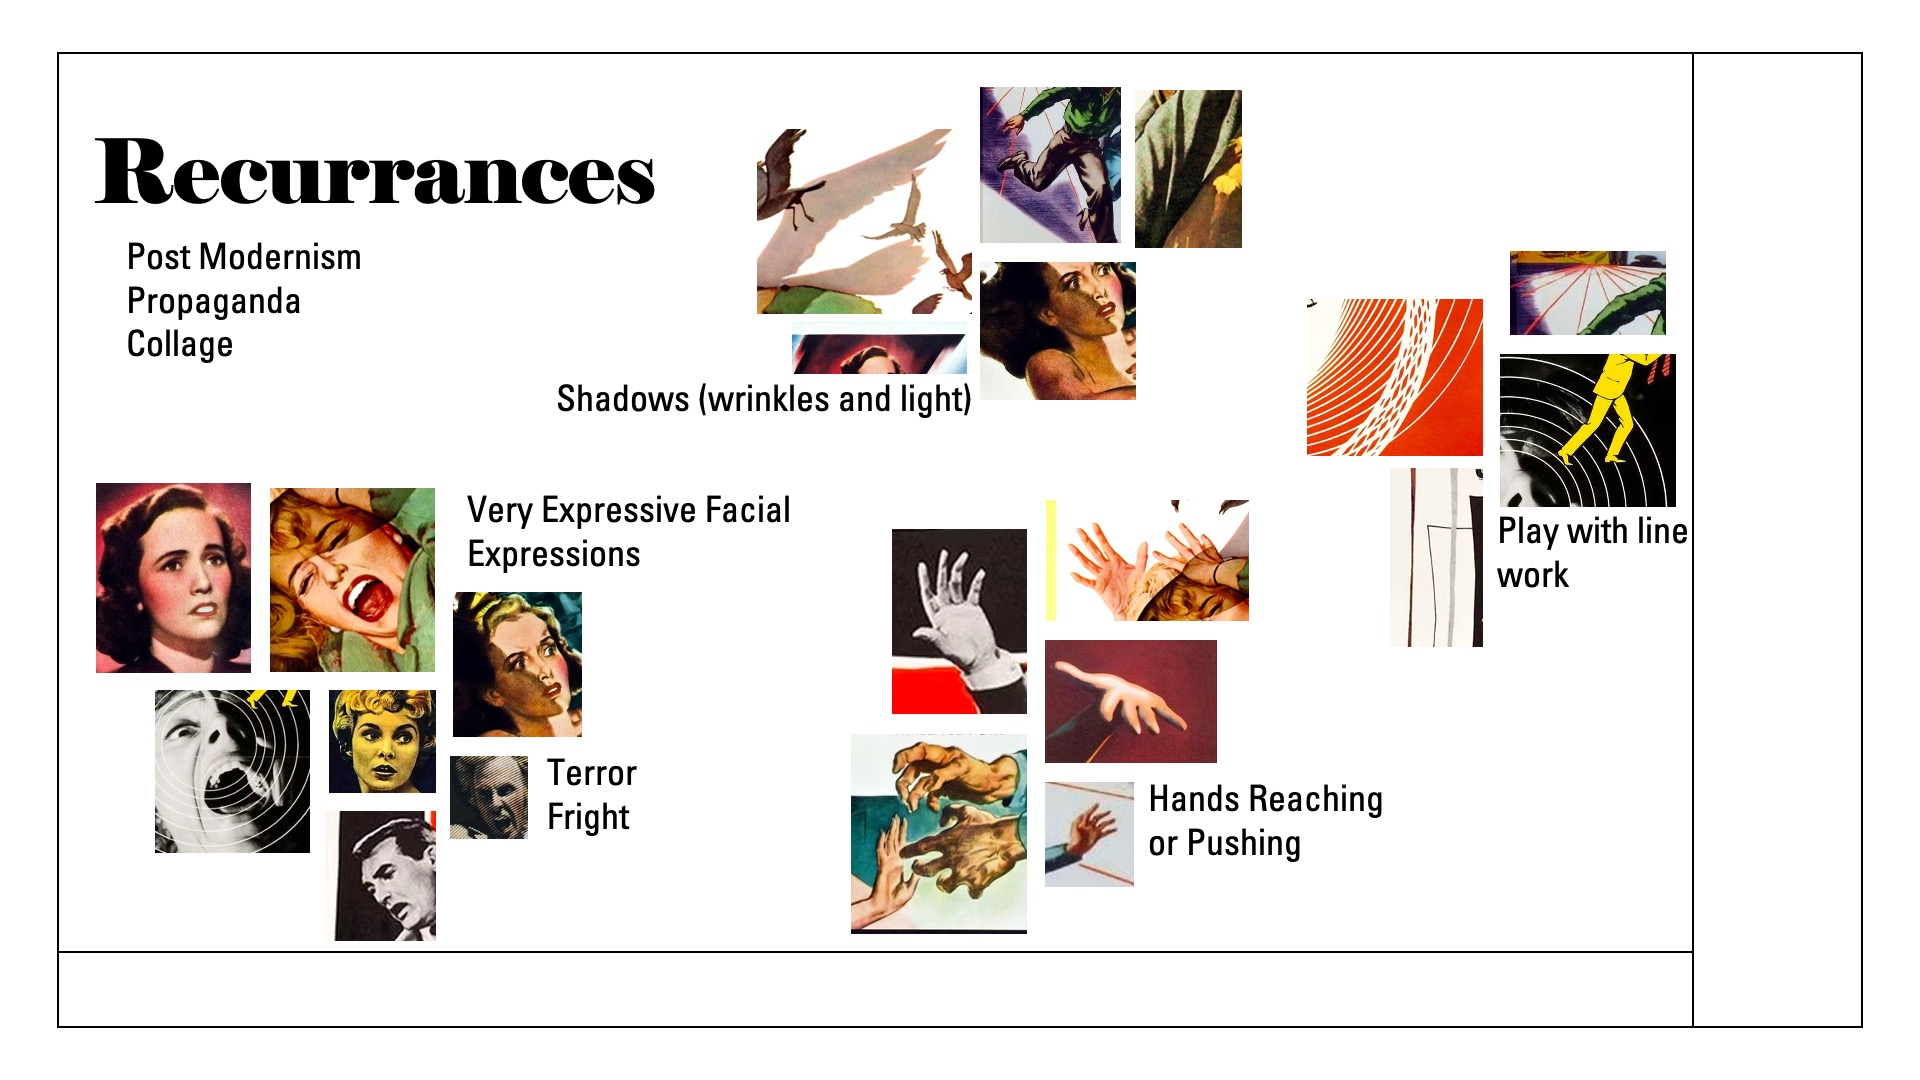 Recurrances
Post Modernism
Propaganda
Collage
Shadows (wrinkles and light)
Very Expressive Facial
Expressions
Terror
Fright
Hands Reaching
or Pushing
Play with line
work